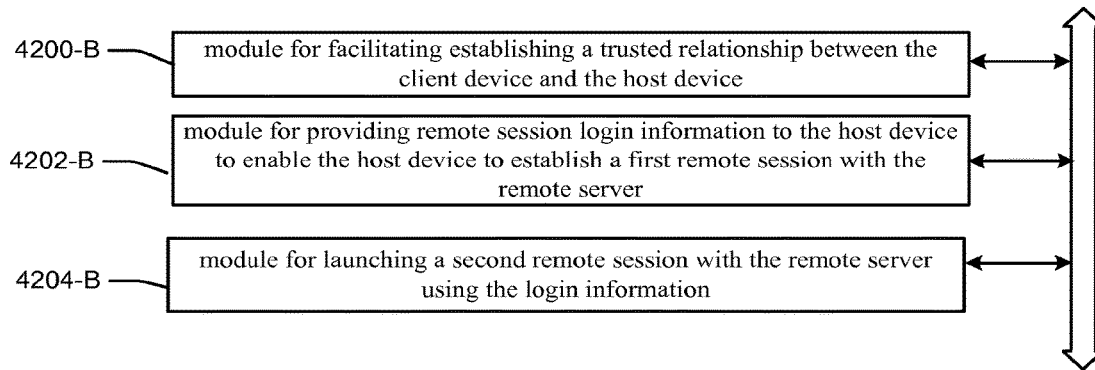 4200-B
module for facilitating establishing a trusted relationship between the
client device and the host device
4202-B
module for providing remote session login information to the host device
to enable the host device to establish a first remote session with the
remote server
4204-B
module for launching a second remote session with the remote server
using the login information